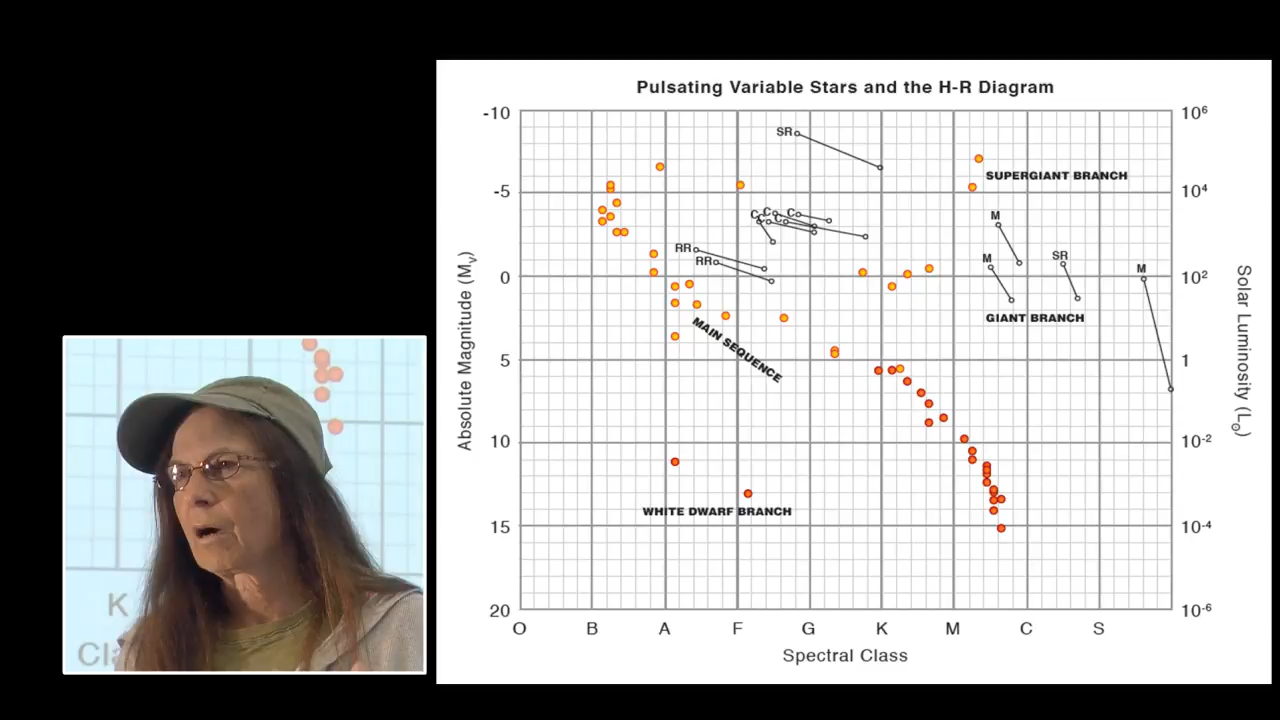 Pulsating Variable Stars and the H-R Diagram
-10
-5
0
5
10
15
20
Absolute Magnitude (Mᵥ)
10⁶
10⁴
10²
1
10⁻²
10⁻⁴
10⁻⁶
Solar Luminosity (L⊙)
SR
SUPERGIANT BRANCH
C
C
C
C
C
M
RR
RR
M
SR
M
GIANT BRANCH
MAIN SEQUENCE
WHITE DWARF BRANCH
O B A F G K M C S
Spectral Class
K
Cla